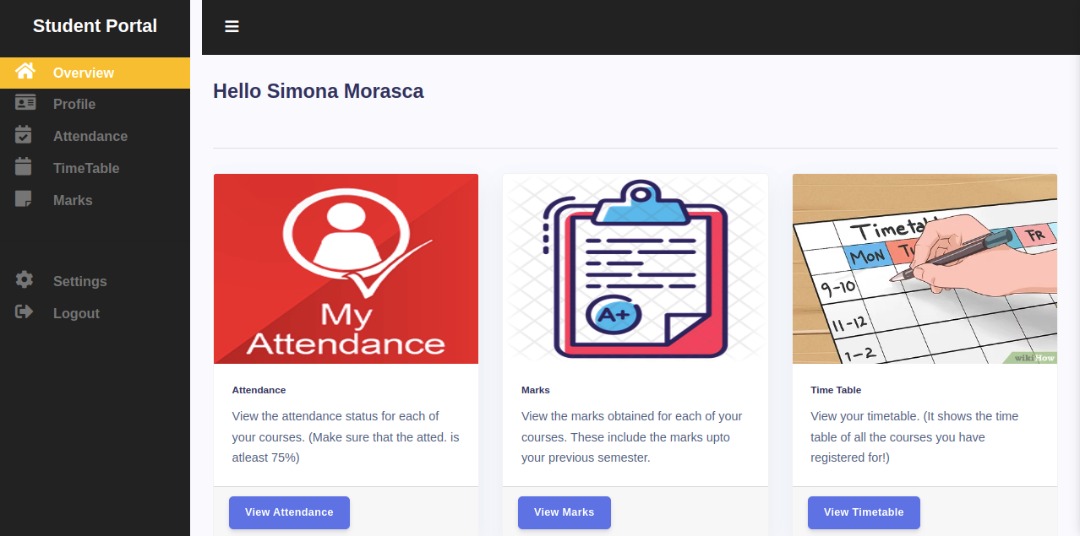 Student Portal
Overview
Profile
Attendance
TimeTable
Marks
Settings
Logout
Hello Simona Morasca
My
Attendance
A+
Timetab
MON
FR
9-10
11-12
1-2
wikiHow
Attendance
View the attendance status for each of
your courses. (Make sure that the atted. is
atleast 75%)
View Attendance
Marks
View the marks obtained for each of your
courses. These include the marks upto
your previous semester.
View Marks
Time Table
View your timetable. (It shows the time
table of all the courses you have
registered for!)
View Timetable